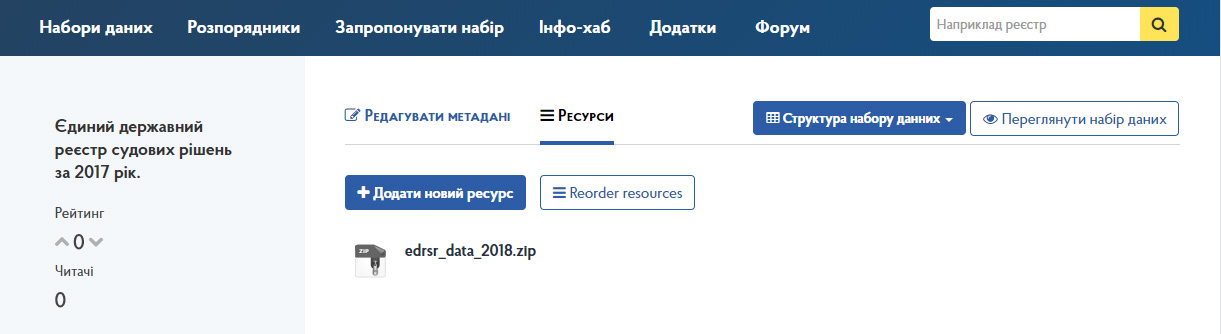 Набори даних Розпорядники Запропонувати набір Інфо-хаб Додатки Форум Наприклад реєстр
Єдиний державний
реєстр судових рішень
за 2017 рік.
Рейтинг
0
Читачі
0
Редагувати метадані Ресурси Структура набору данних Переглянути набір даних
Додати новий ресурс Reorder resources
ZIP edrsr_data_2018.zip